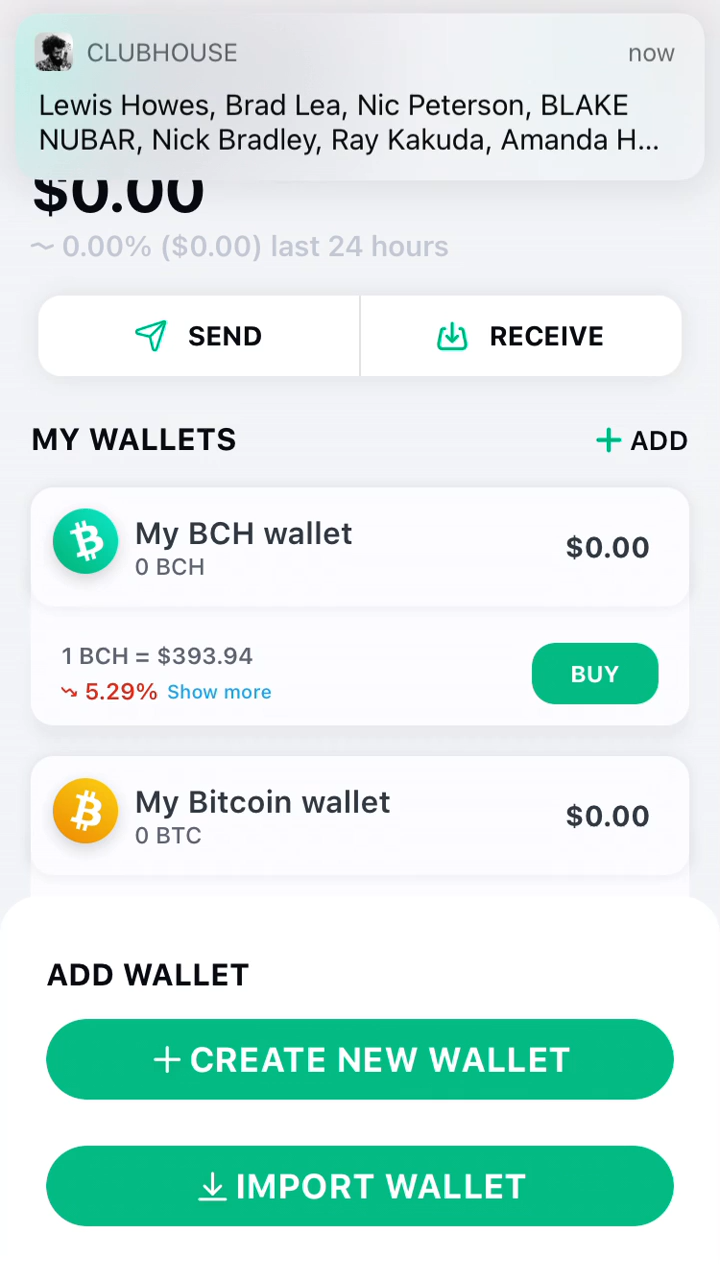 CLUBHOUSE now
Lewis Howes, Brad Lea, Nic Peterson, BLAKE
NUBAR, Nick Bradley, Ray Kakuda, Amanda H...
$0.00
~ 0.00% ($0.00) last 24 hours
SEND RECEIVE
MY WALLETS + ADD
My BCH wallet $0.00
0 BCH
1 BCH = $393.94
5.29% Show more BUY
My Bitcoin wallet $0.00
0 BTC
ADD WALLET
+ CREATE NEW WALLET
IMPORT WALLET